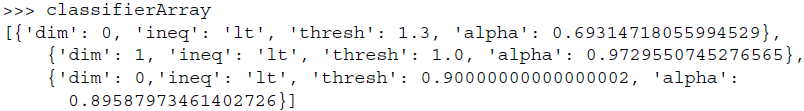 >>> classifierArray
[{'dim': 0, 'ineq': 'lt', 'thresh': 1.3, 'alpha': 0.69314718055994529},
{'dim': 1, 'ineq': 'lt', 'thresh': 1.0, 'alpha': 0.9729550745276565},
{'dim': 0,'ineq': 'lt', 'thresh': 0.90000000000000002, 'alpha':
0.89587973461402726}]